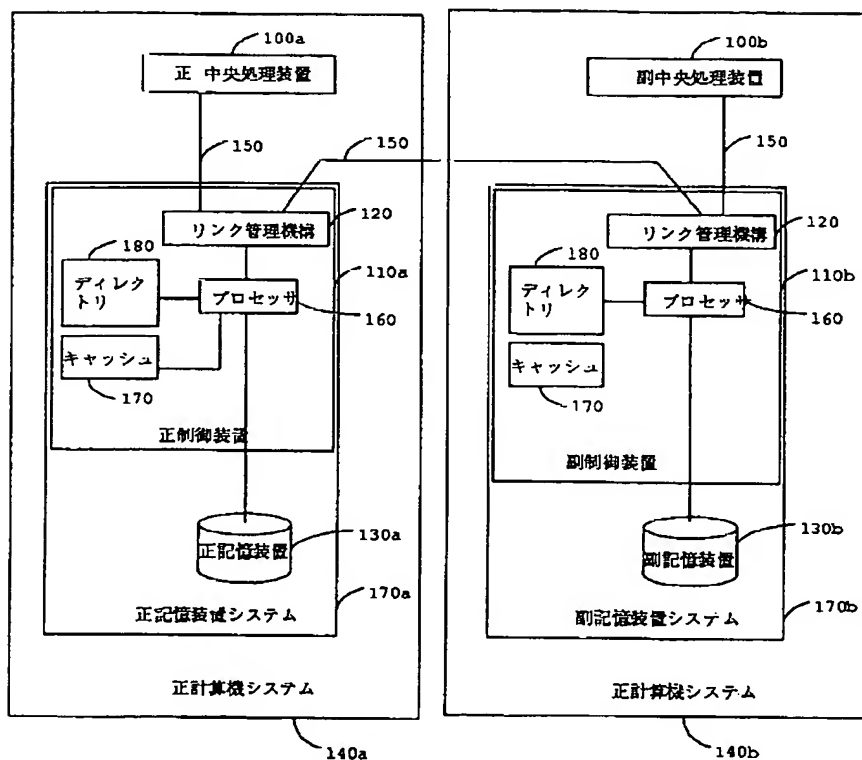 100a
正 中央処理装置
150
120
リンク管理機構
180
110a
ディレク
トリ
プロセッサ
160
キャッシュ
170
正制御装置
130a
正記憶装置
170a
正記憶装置システム
正計算機システム
140a
150
100b
副中央処理装置
150
120
リンク管理機構
180
110b
ディレク
トリ
プロセッサ
160
キャッシュ
170
副制御装置
130b
副記憶装置
170b
副記憶装置システム
正計算機システム
140b